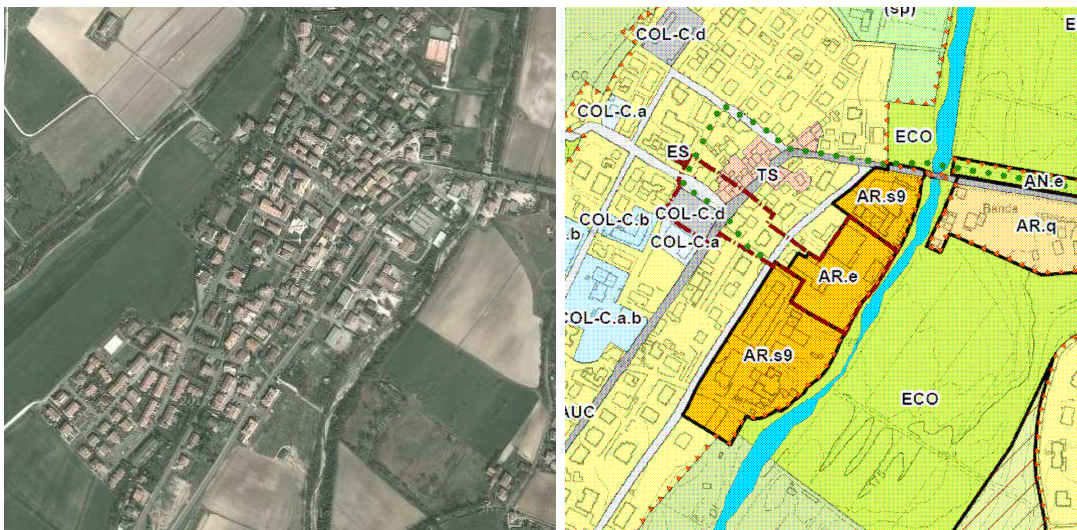 (sp)
E
COL-C.d
COL-C.a
ECO
ES
TS
AN.e
AR.s9
COL-C.b
COL-C.d
.b
COL-C.a
AR.q
AR.e
COL-C.a.b
AR.s9
ECO
AUC